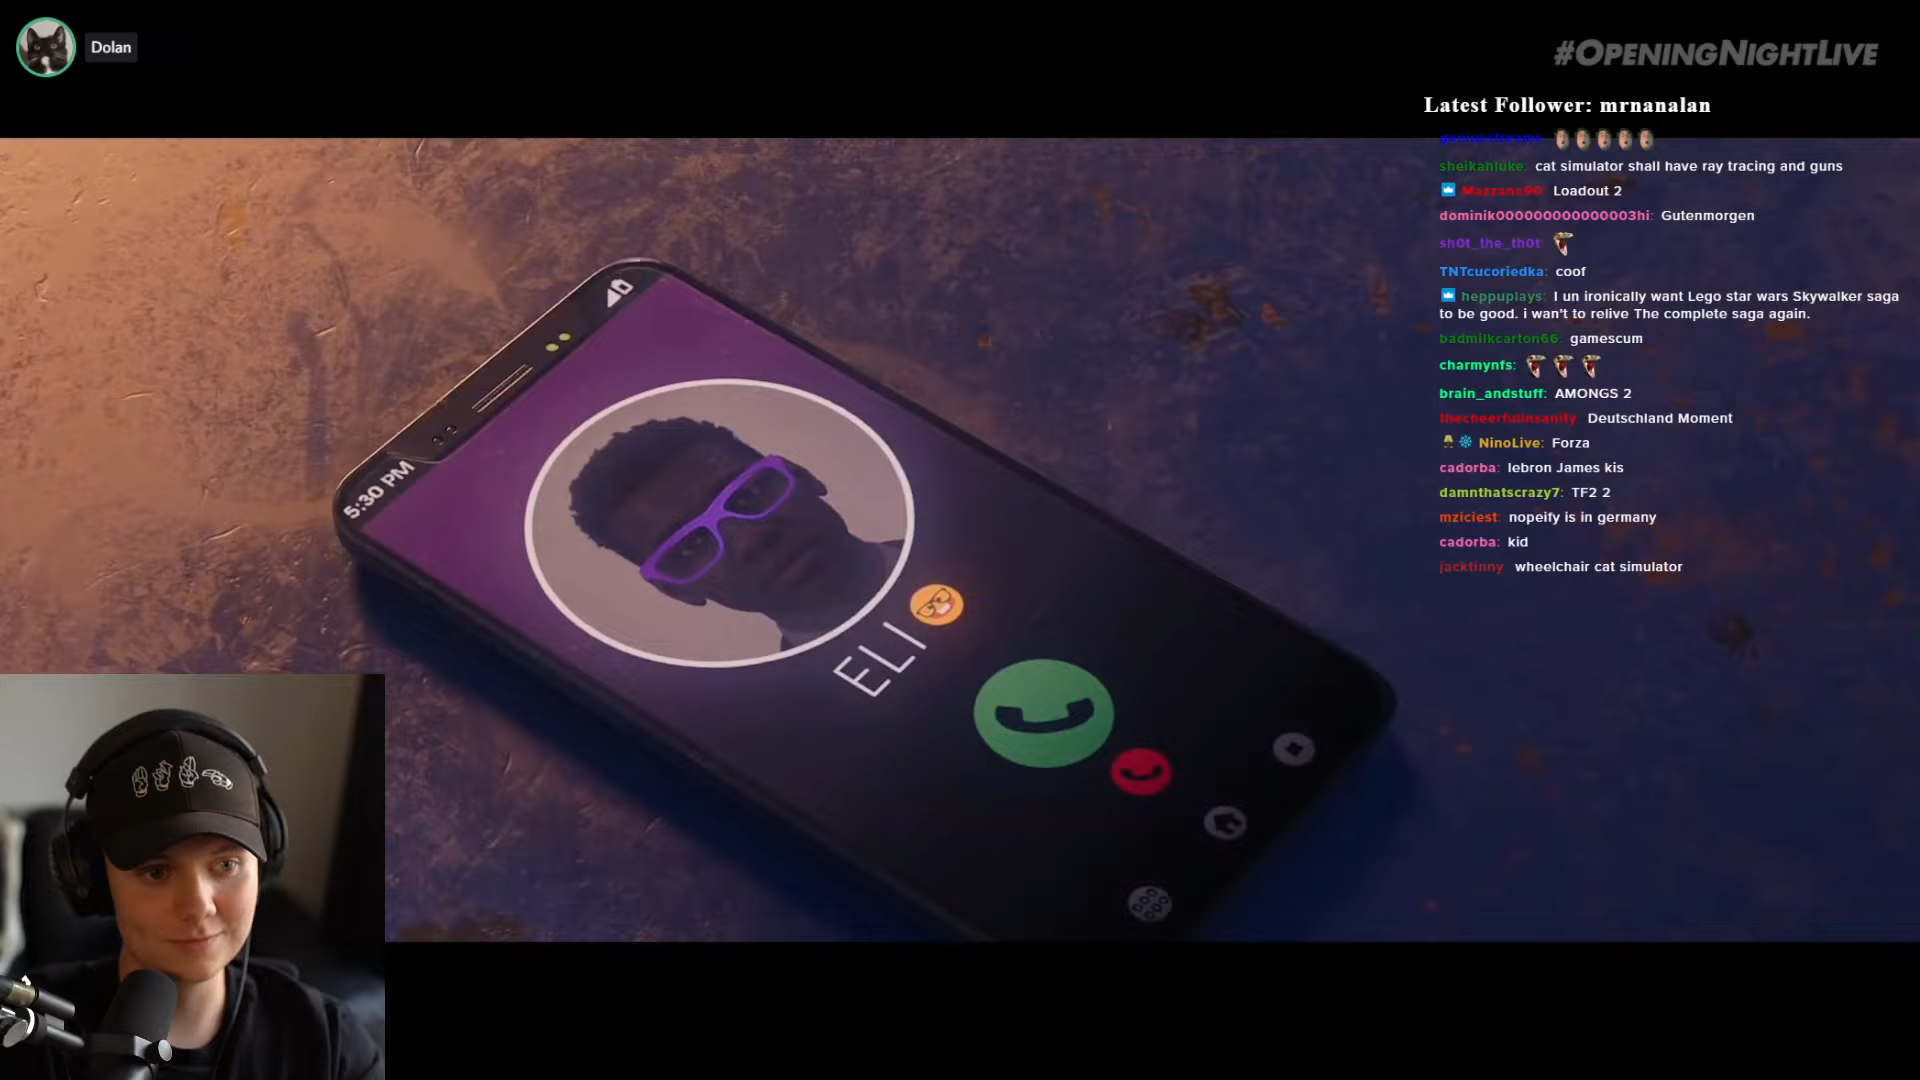 Dolan
#OPENINGNIGHTLIVE
Latest Follower: mrnanalan
sheikahluke: cat simulator shall have ray tracing and guns
Mazzano90: Loadout 2
dominik000000000000003hi: Gutenmorgen
sh0t_the_th0t:
TNTcucoriedka: coof
heppuplays: I un ironically want Lego star wars Skywalker saga
to be good. i wan't to relive The complete saga again.
badmilkcarton66: gamescum
charmynfs:
brain_andstuff: AMONGS 2
thecheerfulinsanity: Deutschland Moment
NinoLive: Forza
cadorba: lebron James kis
damnthatscrazy7: TF2 2
mziciest: nopeify is in germany
cadorba: kid
jacktinny: wheelchair cat simulator
5:30 PM
ELI